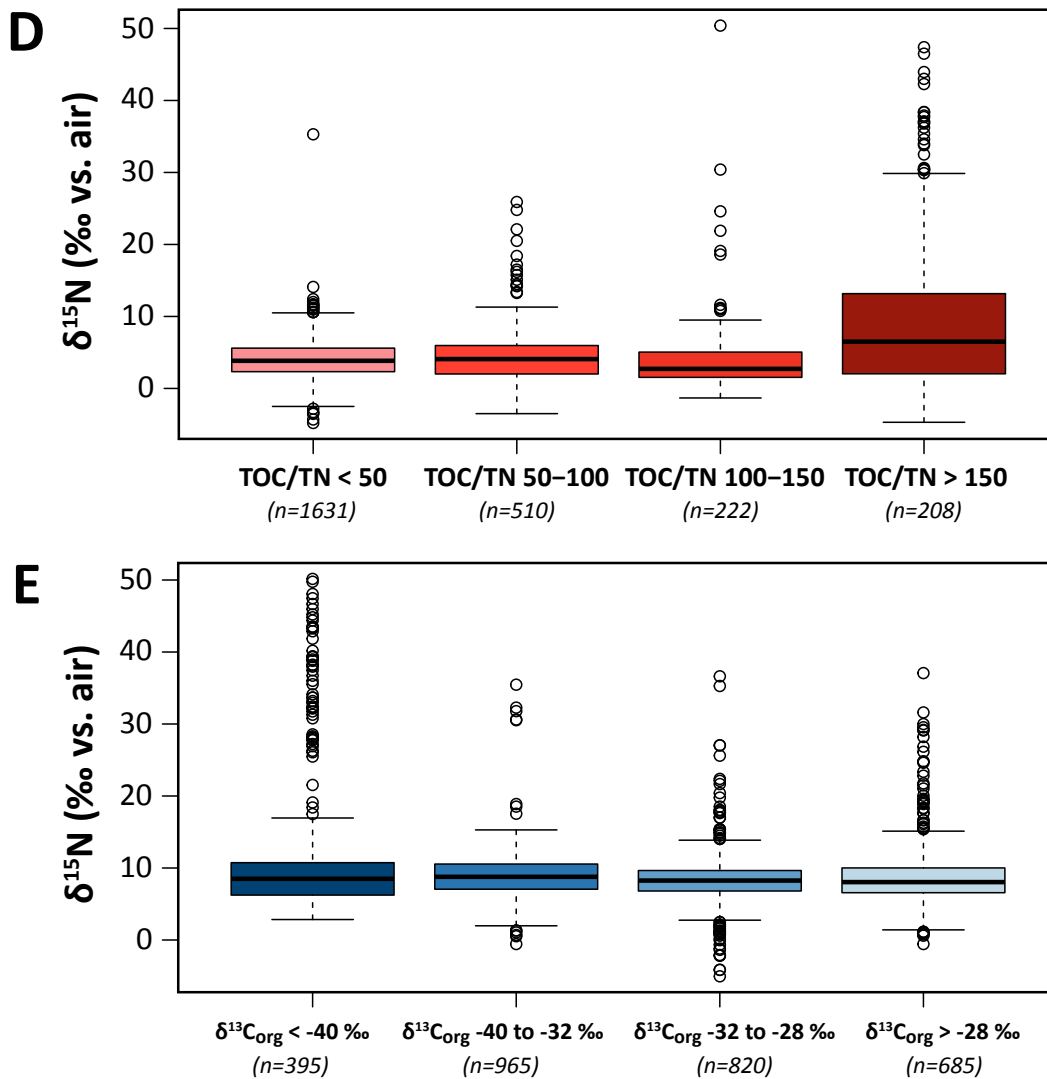 D
δ¹⁵N (‰ vs. air)
50
40
30
20
10
0
TOC/TN < 50 TOC/TN 50–100 TOC/TN 100–150 TOC/TN > 150
(n=1631) (n=510) (n=222) (n=208)
E
δ¹⁵N (‰ vs. air)
50
40
30
20
10
0
δ¹³Corg < -40 ‰ δ¹³Corg -40 to -32 ‰ δ¹³Corg -32 to -28 ‰ δ¹³Corg > -28 ‰
(n=395) (n=965) (n=820) (n=685)